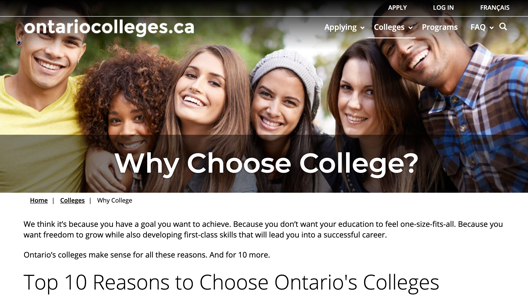 APPLY LOG IN FRANÇAIS
ontariocolleges.ca
Applying Colleges Programs FAQ
Why Choose College?
Home | Colleges | Why College
We think it's because you have a goal you want to achieve. Because you don't want your education to feel one-size-fits-all. Because you
want freedom to grow while also developing first-class skills that will lead you into a successful career.
Ontario's colleges make sense for all these reasons. And for 10 more.
Top 10 Reasons to Choose Ontario's Colleges